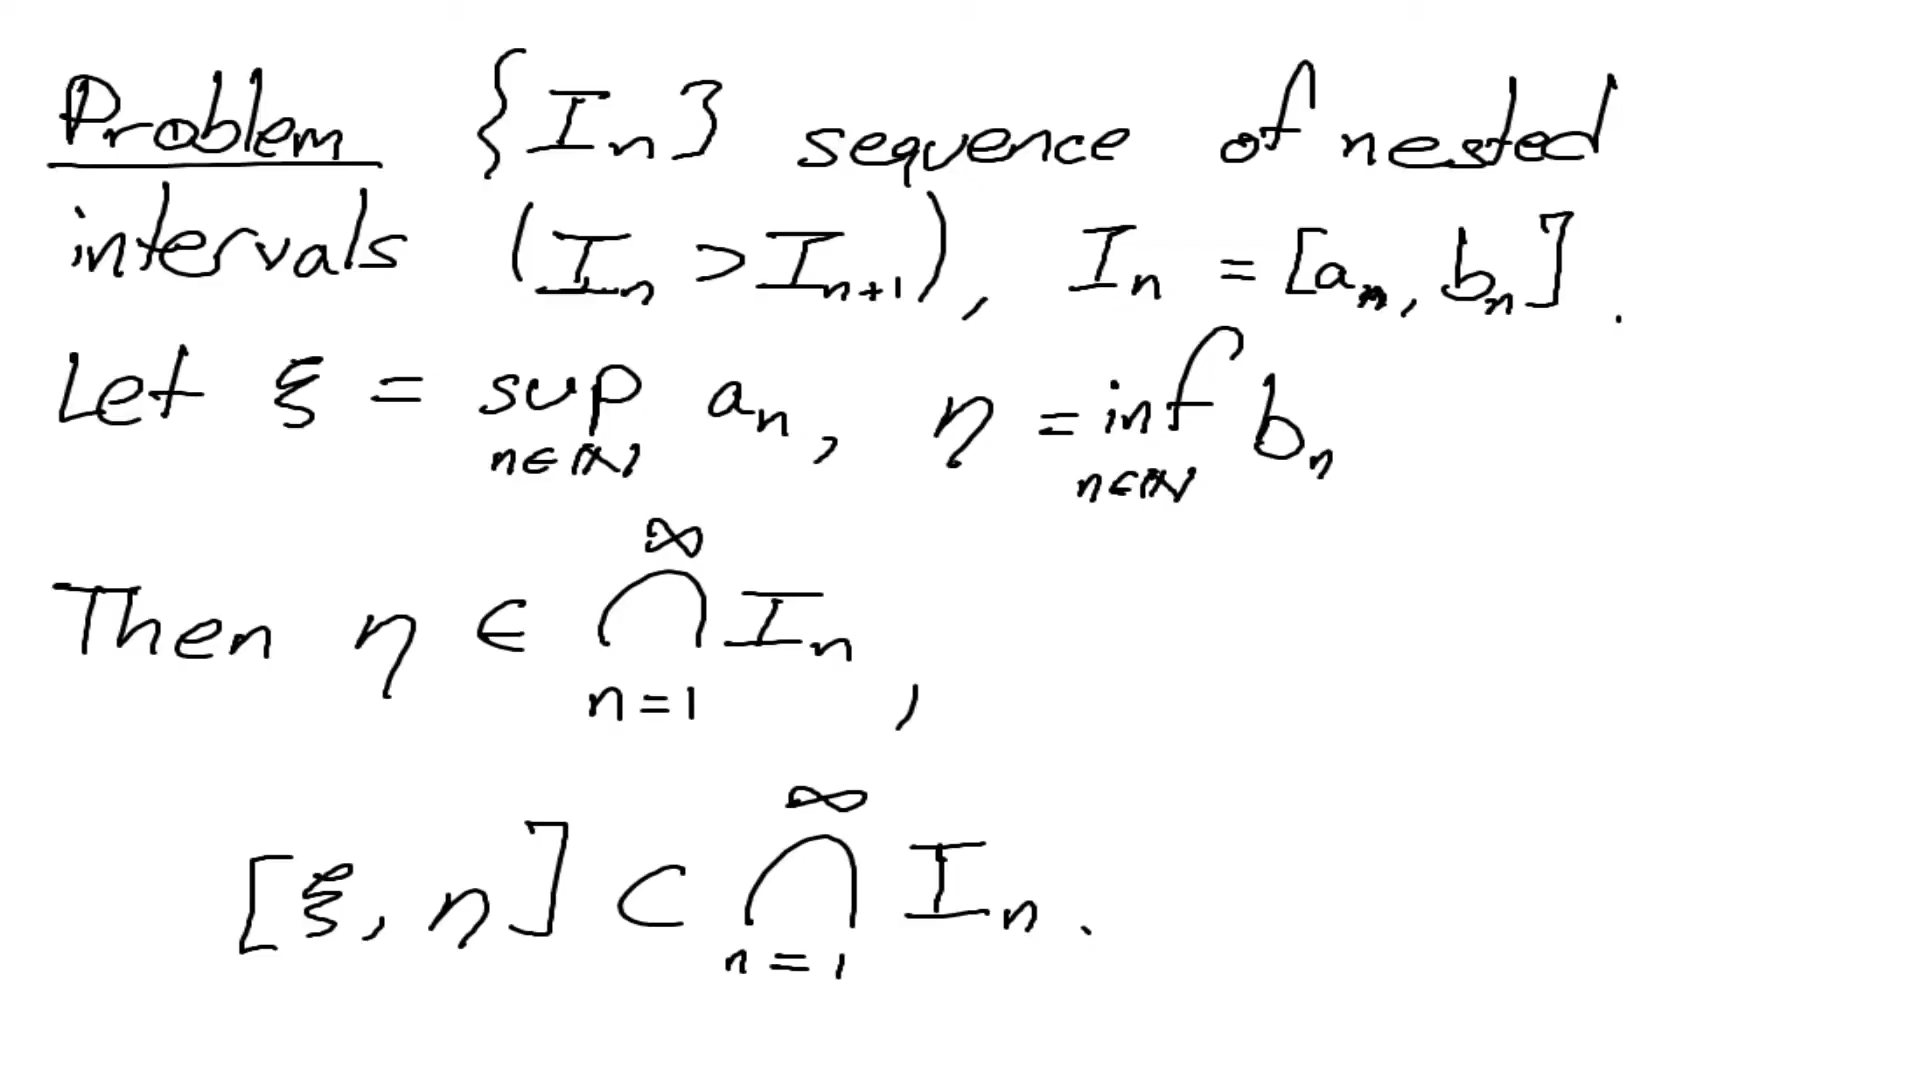 Problem {Iₙ} sequence of nested
intervals (Iₙ ⊃ Iₙ₊₁), Iₙ = [aₙ, bₙ].
Let ξ = sup aₙ, η = inf bₙ
n∈ℕ n∈ℕ
∞
Then η ∈ ⋂ Iₙ,
n=1
∞
[ξ, η] ⊂ ⋂ Iₙ.
n=1